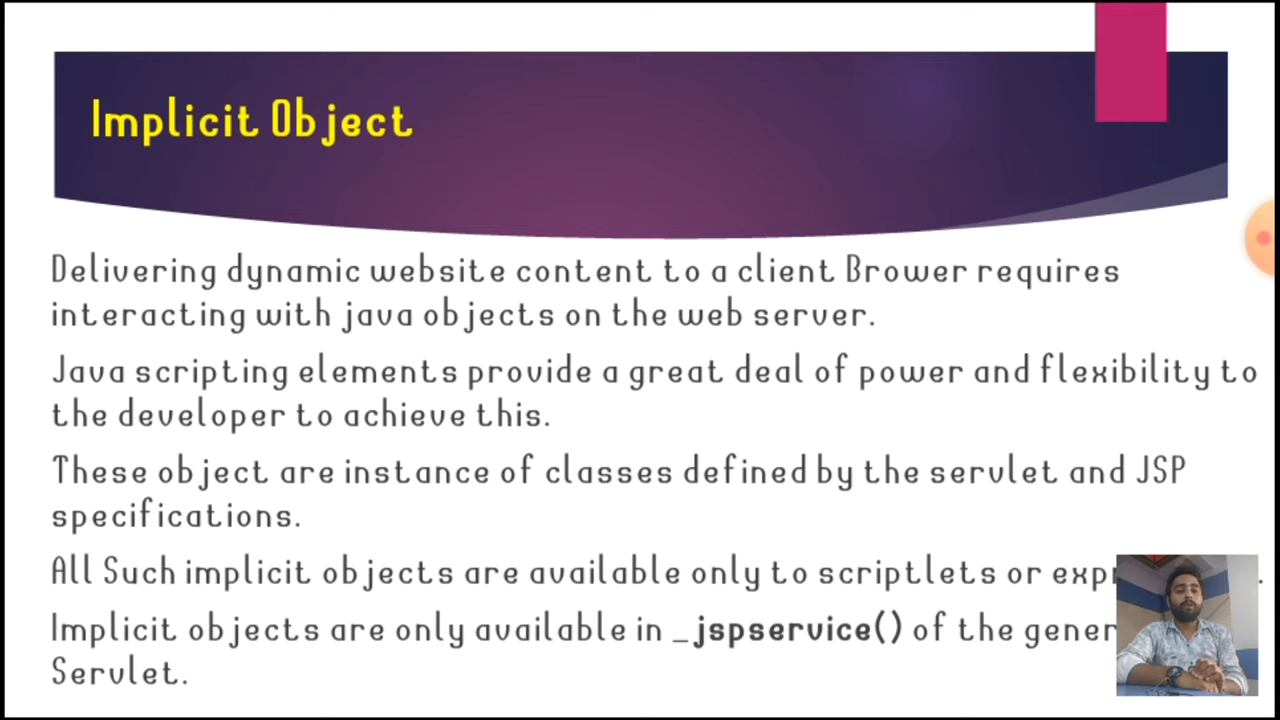 Implicit Object
Delivering dynamic website content to a client Brower requires
interacting with java objects on the web server.
Java scripting elements provide a great deal of power and flexibility to
the developer to achieve this.
These object are instance of classes defined by the servlet and JSP
specifications.
All Such implicit objects are available only to scriptlets or
Implicit objects are only available in _jspservice() of the
Servlet.